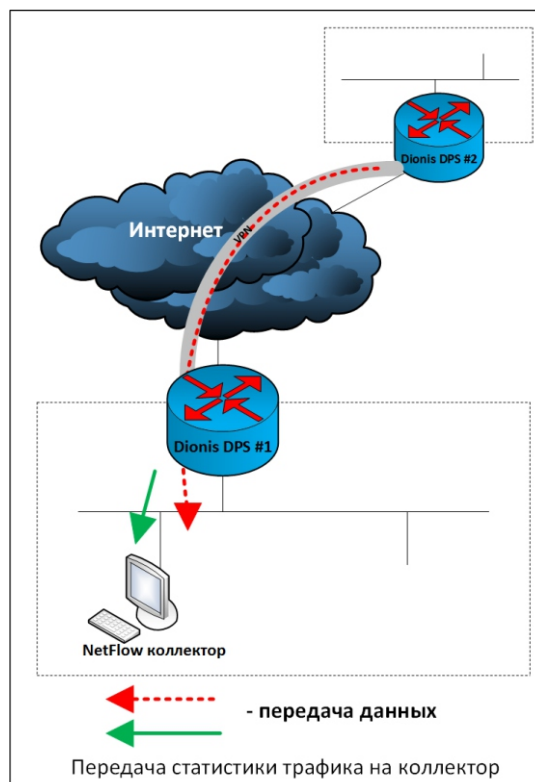 Dionis DPS #2
Интернет
VPN
Dionis DPS #1
NetFlow коллектор
- передача данных
Передача статистики трафика на коллектор